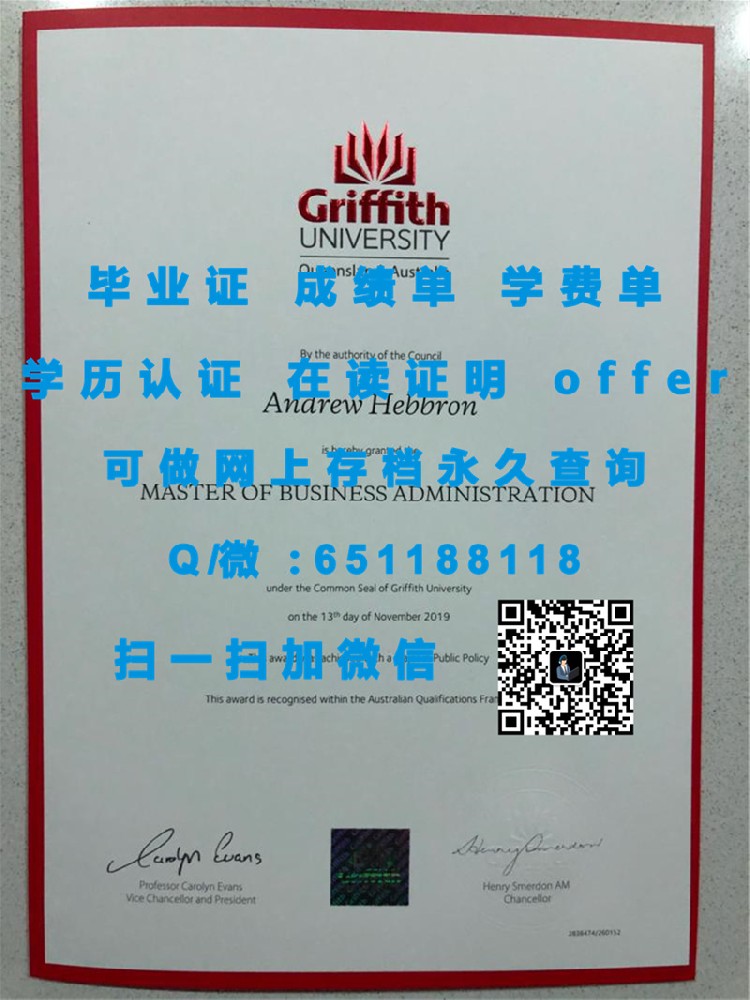 Griffith
UNIVERSITY
毕业证 成绩单 学费单
By the authority of the Council
学历认证 在读证明 offer
Andrew Hebbron
is hereby granted the
可做网上存档永久查询
MASTER OF BUSINESS ADMINISTRATION
Q/微 :651188118
under the Common Seal of Griffith University
on the 13th day of November 2019
扫一扫加微信
Public Policy
This award is recognised within the Australian Qualifications
Carolyn Evans
Professor Carolyn Evans
Vice Chancellor and President
Henry Smerdon AM
Chancellor